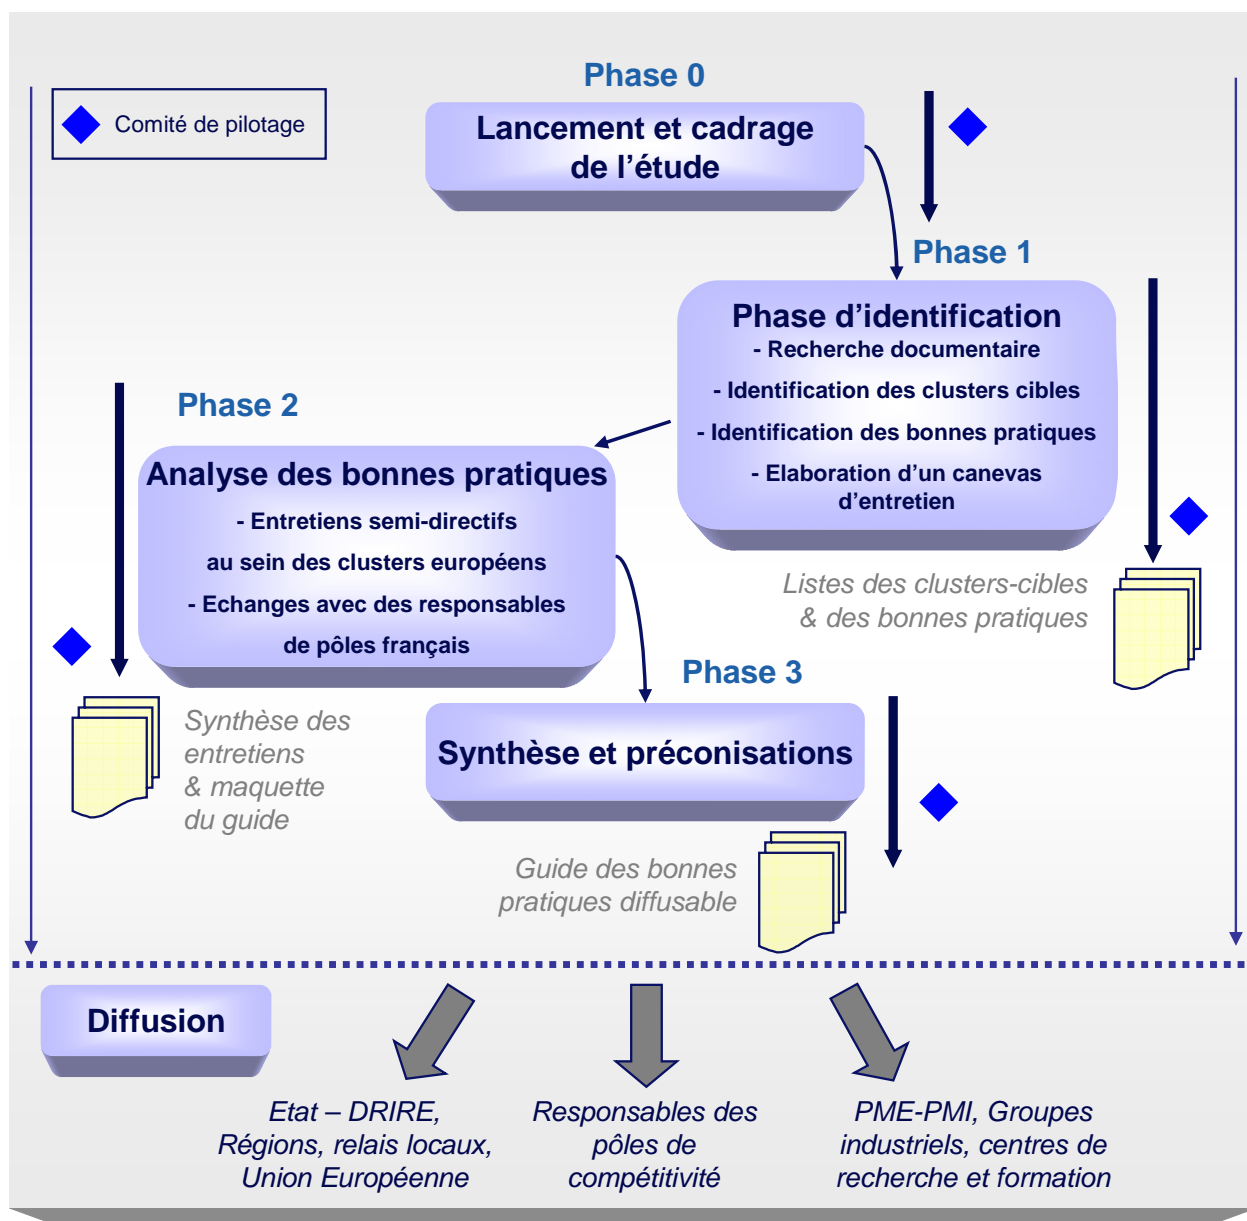 Phase 0
Comité de pilotage
Lancement et cadrage
de l’étude
Phase 1
Phase d’identification
- Recherche documentaire
- Identification des clusters cibles
- Identification des bonnes pratiques
- Elaboration d’un canevas
d’entretien
Phase 2
Analyse des bonnes pratiques
- Entretiens semi-directifs
au sein des clusters européens
- Echanges avec des responsables
de pôles français
Listes des clusters-cibles
& des bonnes pratiques
Phase 3
Synthèse des
entretiens
& maquette
du guide
Synthèse et préconisations
Guide des bonnes
pratiques diffusable
Diffusion
Etat – DRIRE,
Régions, relais locaux,
Union Européenne
Responsables des
pôles de
compétitivité
PME-PMI, Groupes
industriels, centres de
recherche et formation